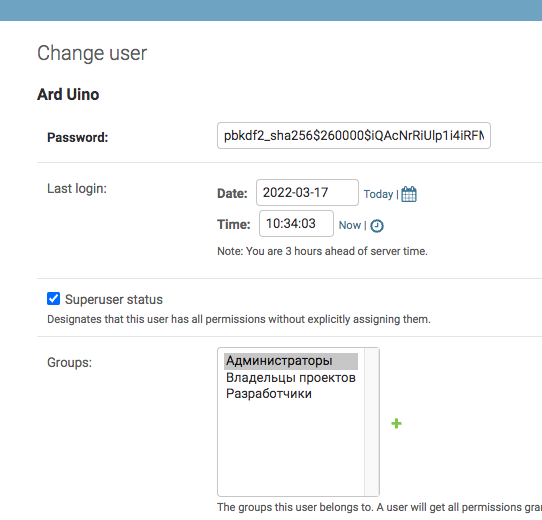 Change user
Ard Uino
Password: pbkdf2_sha256$260000$iQAcNrRiUlp1i4iRFM
Last login: Date: 2022-03-17 Today |
Time: 10:34:03 Now |
Note: You are 3 hours ahead of server time.
Superuser status
Designates that this user has all permissions without explicitly assigning them.
Groups: Администраторы
Владельцы проектов
Разработчики
The groups this user belongs to. A user will get all permissions gra